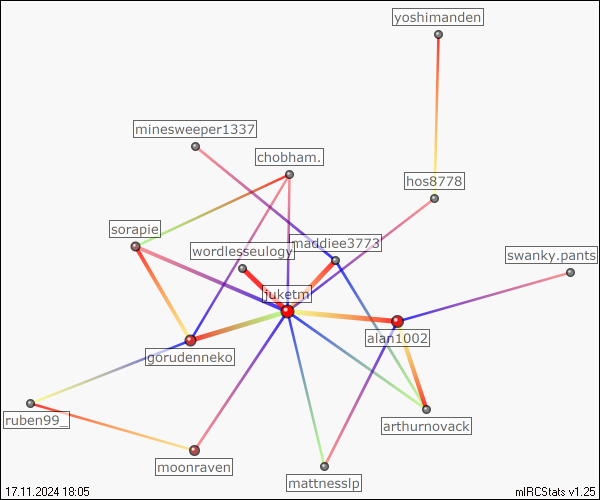 yoshimanden
minesweeper1337
chobham.
hos8778
sorapie
wordlesseulogy
maddiee3773
swanky.pants
juketm
alan1002
gorudenneko
ruben99_
arthurnovack
moonraven
mattnesslp
17.11.2024 18:05
mIRCStats v1.25